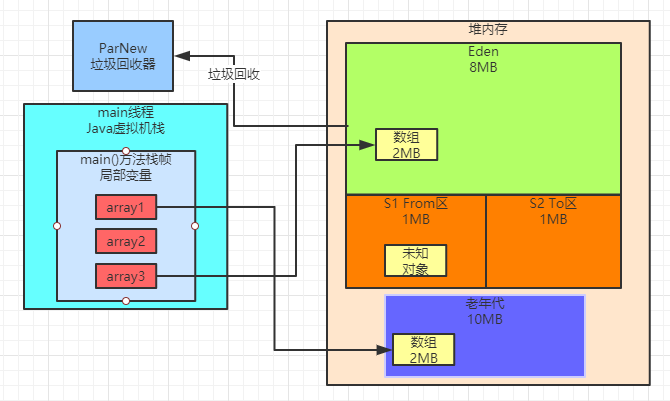 ParNew
垃圾回收器
垃圾回收
main线程
Java虚拟机栈
main()方法栈帧
局部变量
array1
array2
array3
堆内存
Eden
8MB
数组
2MB
S1 From区
1MB
S2 To区
1MB
未知
对象
老年代
10MB
数组
2MB